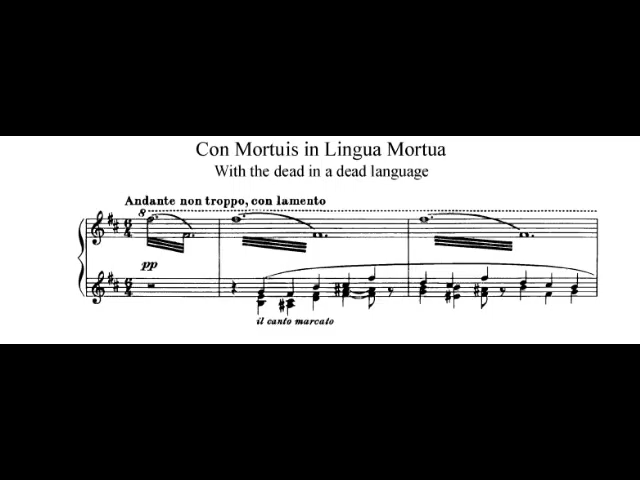 Con Mortuis in Lingua Mortua
With the dead in a dead language
Andante non troppo, con lamento
8
6
4
pp
6
4
il canto marcato